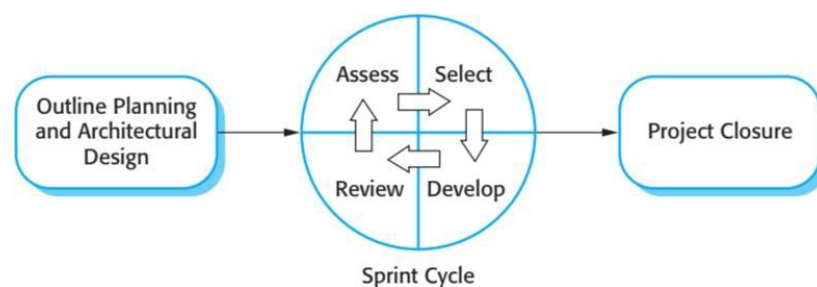 Outline Planning
and Architectural
Design
Assess
Select
Review
Develop
Sprint Cycle
Project Closure